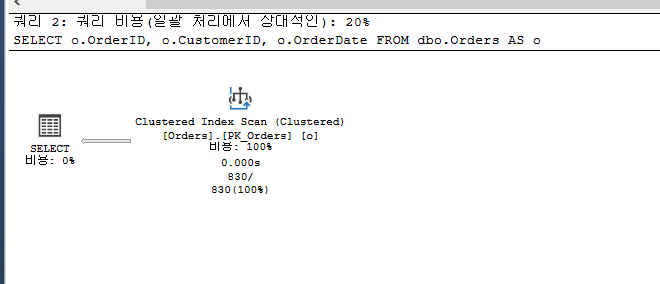 쿼리 2: 쿼리 비용(일괄 처리에서 상대적인): 20%
SELECT o.OrderID, o.CustomerID, o.OrderDate FROM dbo.Orders AS o
SELECT
비용: 0%
Clustered Index Scan (Clustered)
[Orders].[PK_Orders] [o]
비용: 100%
0.000s
830/
830(100%)